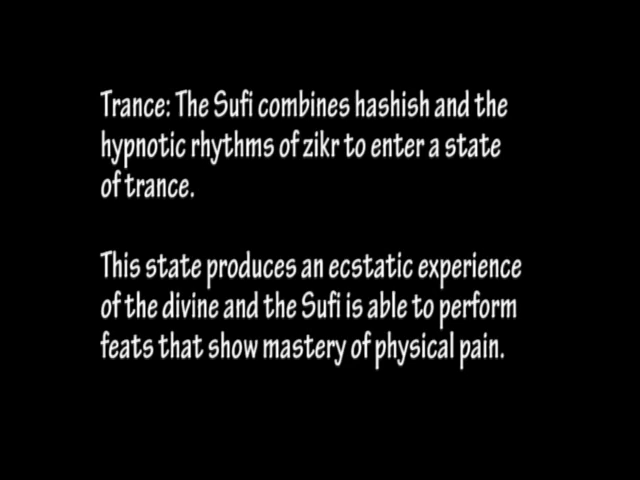 Trance: The Sufi combines hashish and the
hypnotic rhythms of zikr to enter a state
of trance.
This state produces an ecstatic experience
of the divine and the Sufi is able to perform
feats that show mastery of physical pain.